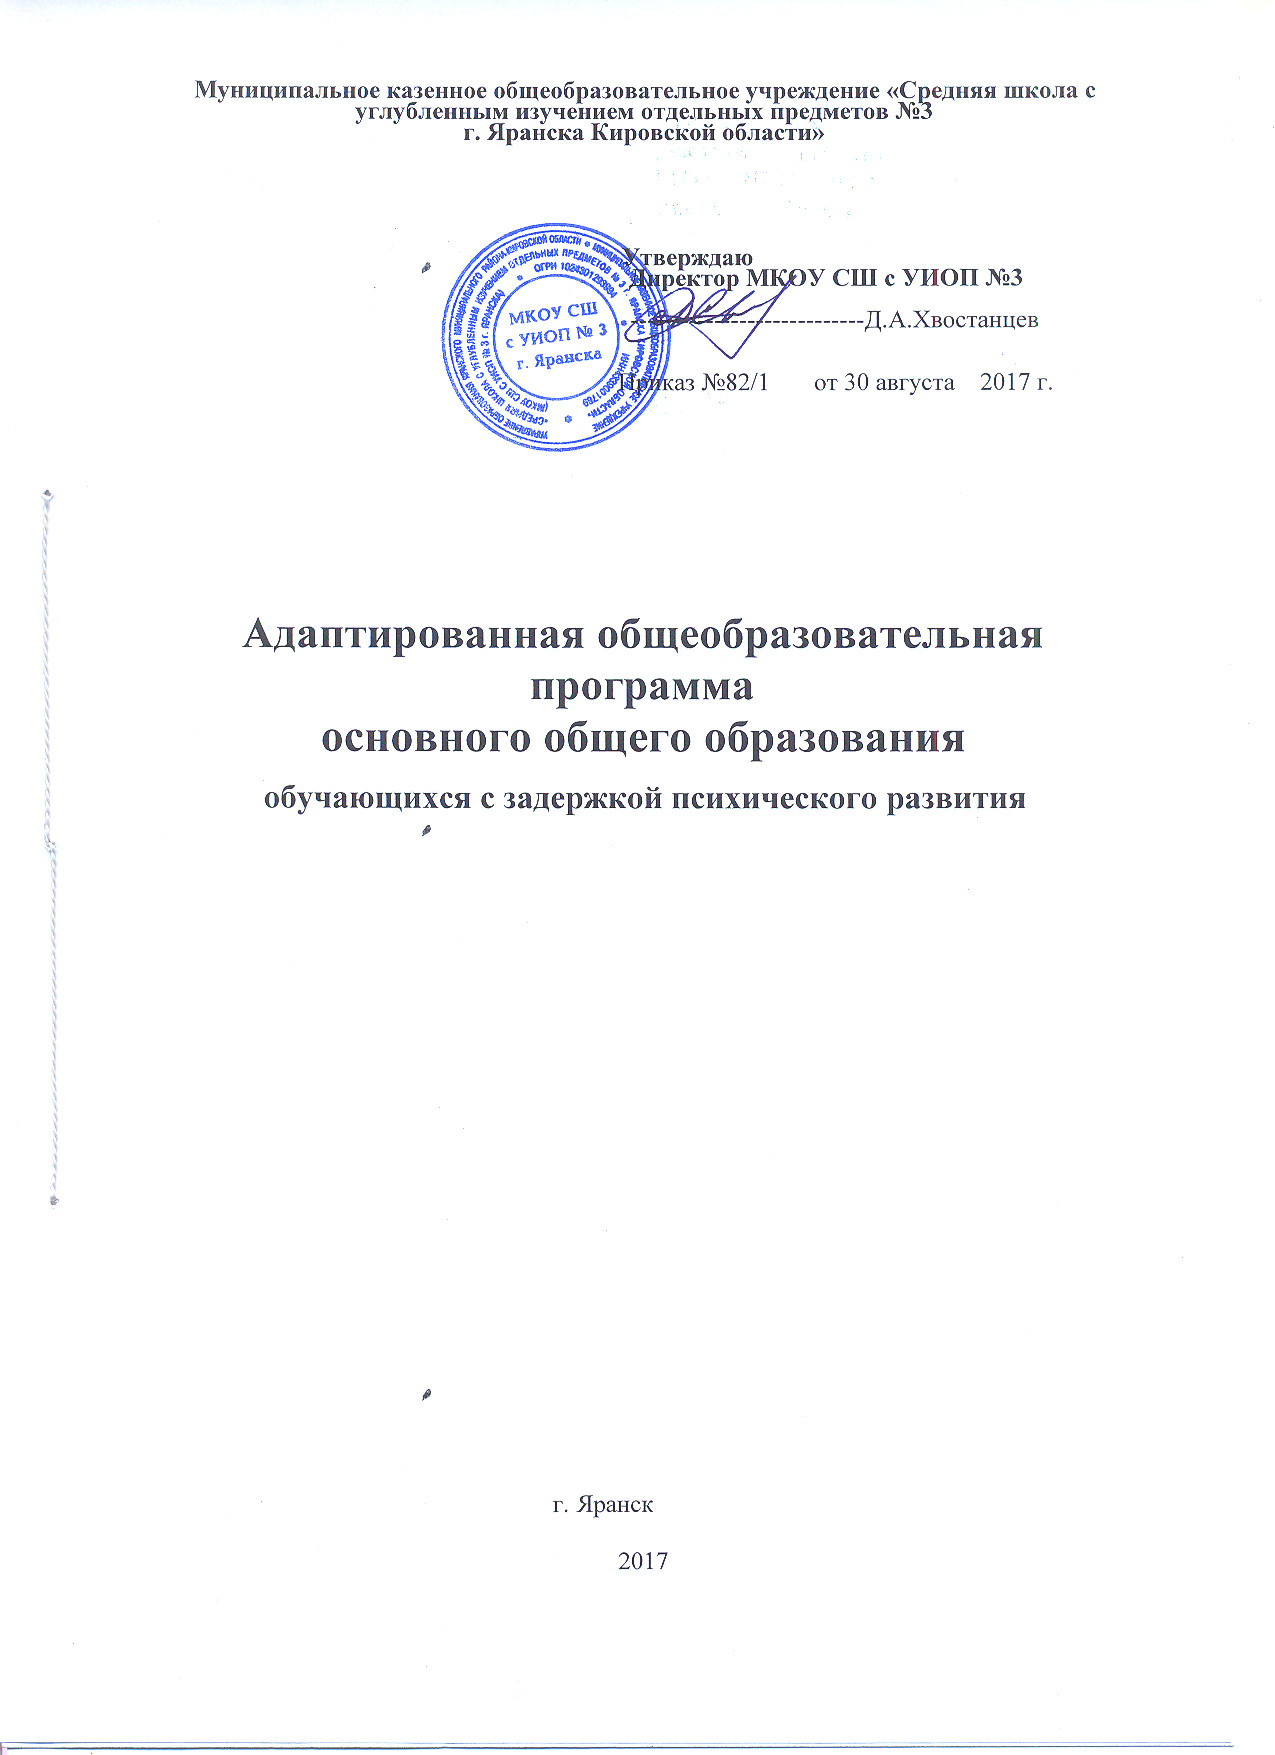 Муниципальное казенное общеобразовательное учреждение «Средняя школа с
углубленным изучением отдельных предметов №3
г. Яранска Кировской области»
Утверждаю
Директор МКОУ СШ с УИОП №3
-----------------------------Д.А.Хвостанцев
Приказ №82/1 от 30 августа 2017 г.
МКОУ СШ
с УИОП № 3
г. Яранска
Адаптированная общеобразовательная
программа
основного общего образования
обучающихся с задержкой психического развития
г. Яранск
2017